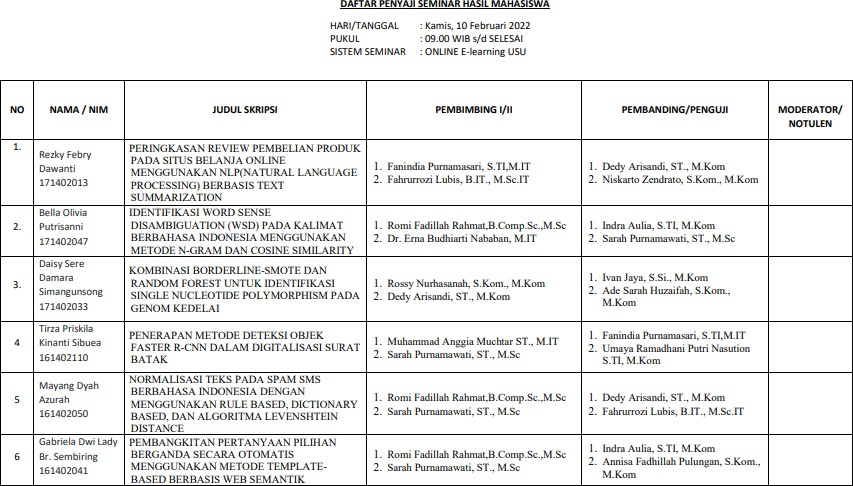 DAFTAR PENYAJI SEMINAR HASIL MAHASISWA
HARI/TANGGAL : Kamis, 10 Februari 2022
PUKUL : 09.00 WIB s/d SELESAI
SISTEM SEMINAR : ONLINE E-learning USU
NO
NAMA / NIM
JUDUL SKRIPSI
PEMBIMBING I/II
PEMBANDING/PENGUJI
MODERATOR/
NOTULEN
1.
Rezky Febry
Dawanti
171402013
PERINGKASAN REVIEW PEMBELIAN PRODUK
PADA SITUS BELANJA ONLINE
MENGGUNAKAN NLP(NATURAL LANGUAGE
PROCESSING) BERBASIS TEXT
SUMMARIZATION
1. Fanindia Purnamasari, S.TI,M.IT
2. Fahrurrozi Lubis, B.IT., M.Sc.IT
1. Dedy Arisandi, ST., M.Kom
2. Niskarto Zendrato, S.Kom., M.Kom
2.
Bella Olivia
Putrisanni
171402047
IDENTIFIKASI WORD SENSE
DISAMBIGUATION (WSD) PADA KALIMAT
BERBAHASA INDONESIA MENGGUNAKAN
METODE N-GRAM DAN COSINE SIMILARITY
1. Romi Fadillah Rahmat,B.Comp.Sc.,M.Sc
2. Dr. Erna Budhiarti Nababan, M.IT
1. Indra Aulia, S.TI, M.Kom
2. Sarah Purnamawati, ST., M.Sc
3.
Daisy Sere
Damara
Simangunsong
171402033
KOMBINASI BORDERLINE-SMOTE DAN
RANDOM FOREST UNTUK IDENTIFIKASI
SINGLE NUCLEOTIDE POLYMORPHISM PADA
GENOM KEDELAI
1. Rossy Nurhasanah, S.Kom., M.Kom
2. Dedy Arisandi, ST., M.Kom
1. Ivan Jaya, S.Si., M.Kom
2. Ade Sarah Huzaifah, S.Kom.,
M.Kom
4
Tirza Priskila
Kinanti Sibuea
161402110
PENERAPAN METODE DETEKSI OBJEK
FASTER R-CNN DALAM DIGITALISASI SURAT
BATAK
1. Muhammad Anggia Muchtar ST., M.IT
2. Sarah Purnamawati, ST., M.Sc
1. Fanindia Purnamasari, S.TI,M.IT
2. Umaya Ramadhani Putri Nasution
S.TI, M.Kom
5
Mayang Dyah
Azurah
161402050
NORMALISASI TEKS PADA SPAM SMS
BERBAHASA INDONESIA DENGAN
MENGGUNAKAN RULE BASED, DICTIONARY
BASED, DAN ALGORITMA LEVENSHTEIN
DISTANCE
1. Romi Fadillah Rahmat,B.Comp.Sc.,M.Sc
2. Sarah Purnamawati, ST., M.Sc
1. Dedy Arisandi, ST., M.Kom
2. Fahrurrozi Lubis, B.IT., M.Sc.IT
6
Gabriela Dwi Lady
Br. Sembiring
161402041
PEMBANGKITAN PERTANYAAN PILIHAN
BERGANDA SECARA OTOMATIS
MENGGUNAKAN METODE TEMPLATE-
BASED BERBASIS WEB SEMANTIK
1. Romi Fadillah Rahmat,B.Comp.Sc.,M.Sc
2. Sarah Purnamawati, ST., M.Sc
1. Indra Aulia, S.TI, M.Kom
2. Annisa Fadhillah Pulungan, S.Kom.,
M.Kom